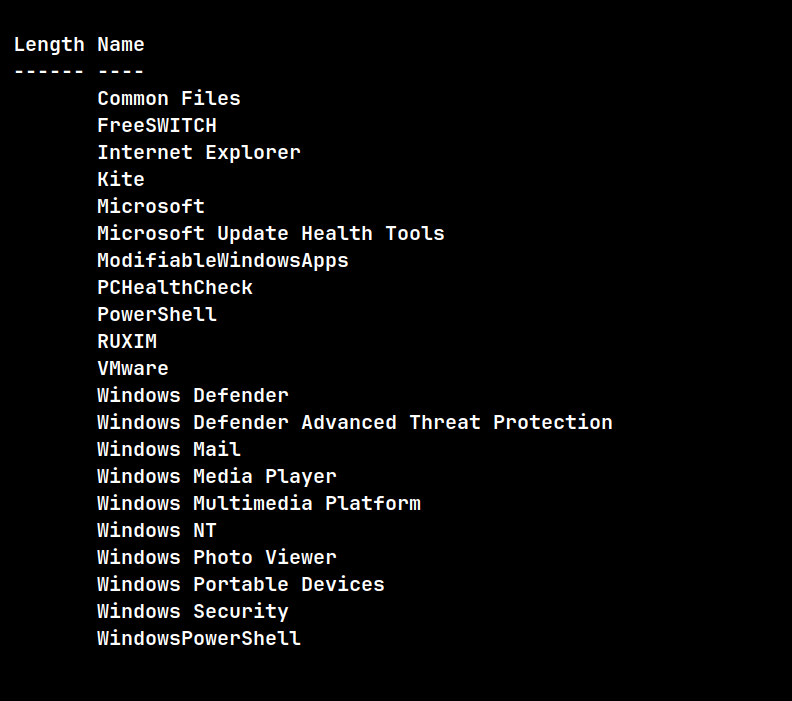 Length Name
------ ----
Common Files
FreeSWITCH
Internet Explorer
Kite
Microsoft
Microsoft Update Health Tools
ModifiableWindowsApps
PCHealthCheck
PowerShell
RUXIM
VMware
Windows Defender
Windows Defender Advanced Threat Protection
Windows Mail
Windows Media Player
Windows Multimedia Platform
Windows NT
Windows Photo Viewer
Windows Portable Devices
Windows Security
WindowsPowerShell